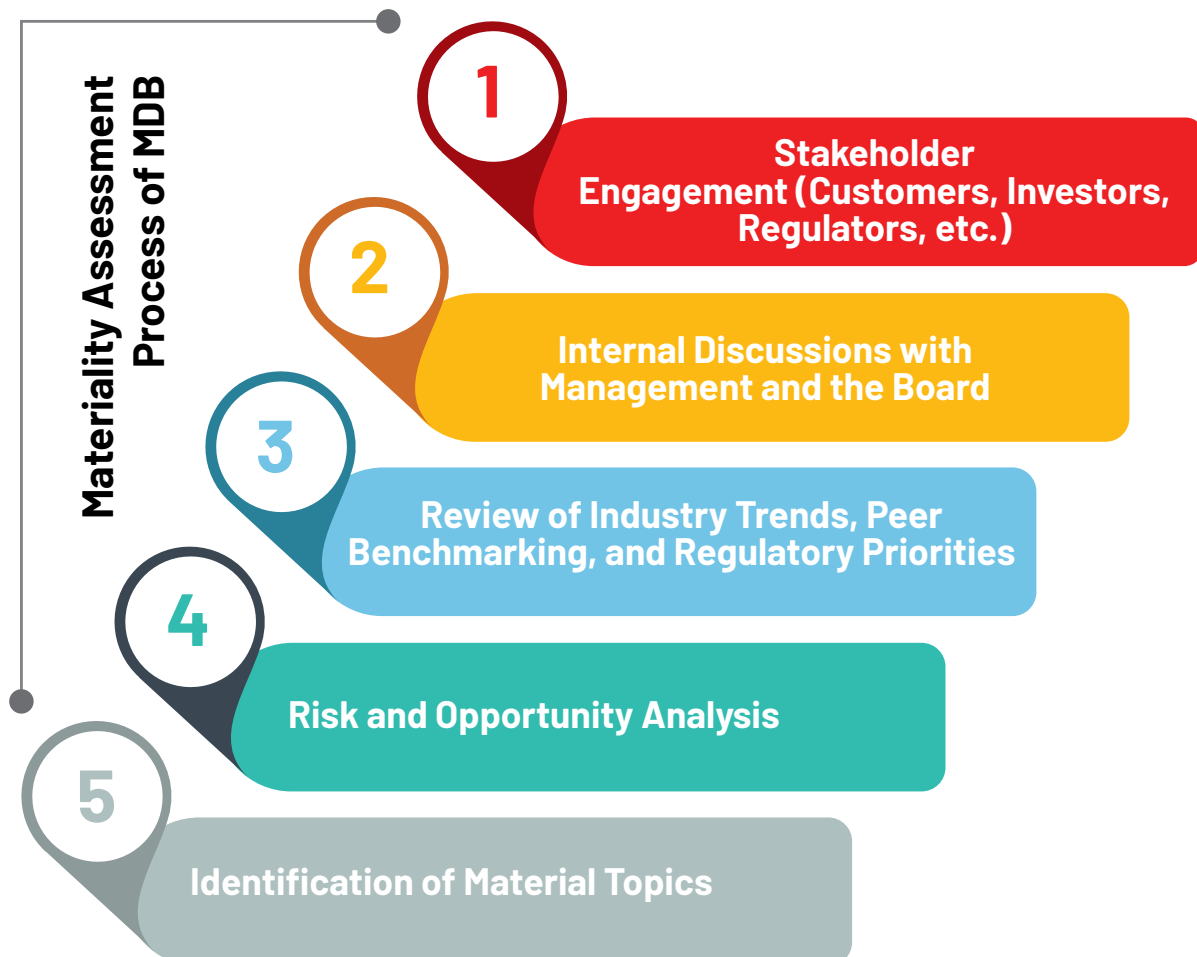 Materiality Assessment
Process of MDB
1
Stakeholder
Engagement (Customers, Investors,
Regulators, etc.)
2
Internal Discussions with
Management and the Board
3
Review of Industry Trends, Peer
Benchmarking, and Regulatory Priorities
4
Risk and Opportunity Analysis
5
Identification of Material Topics